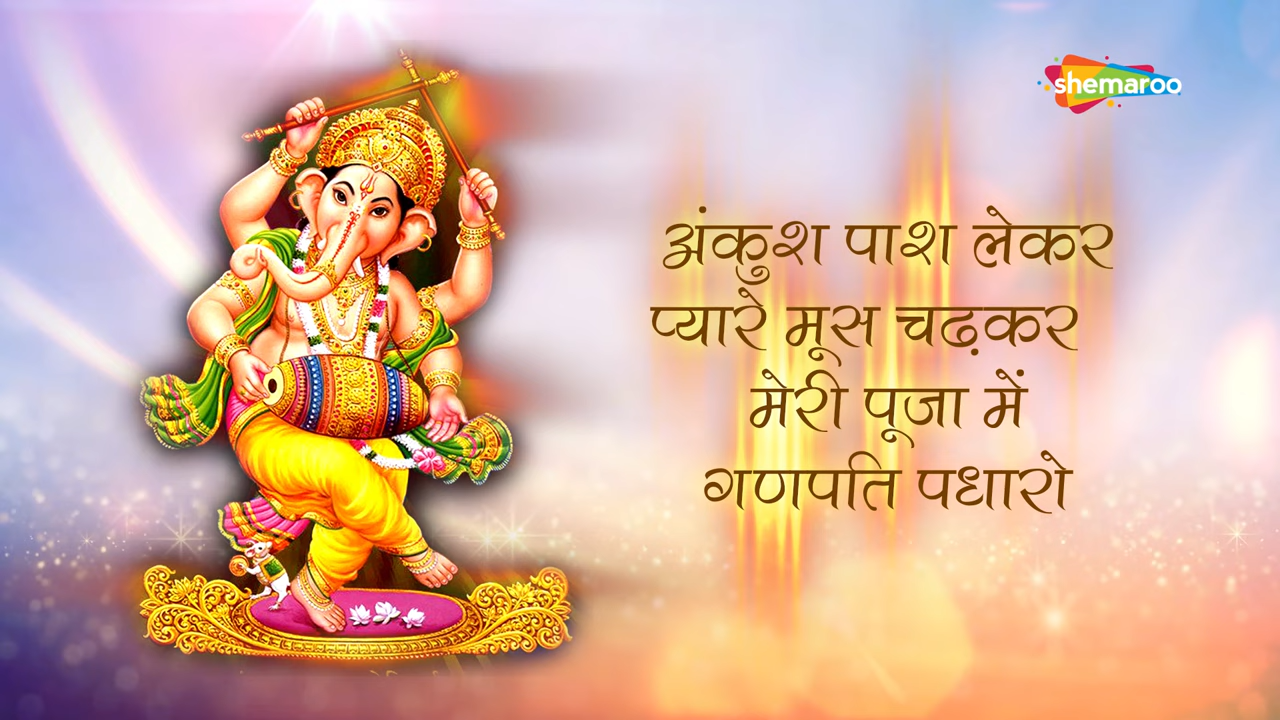 shemaroo
अंकुश पाश लेकर
प्यारे मूस चढ़कर
मेरी पूजा में
गणपति पधारो